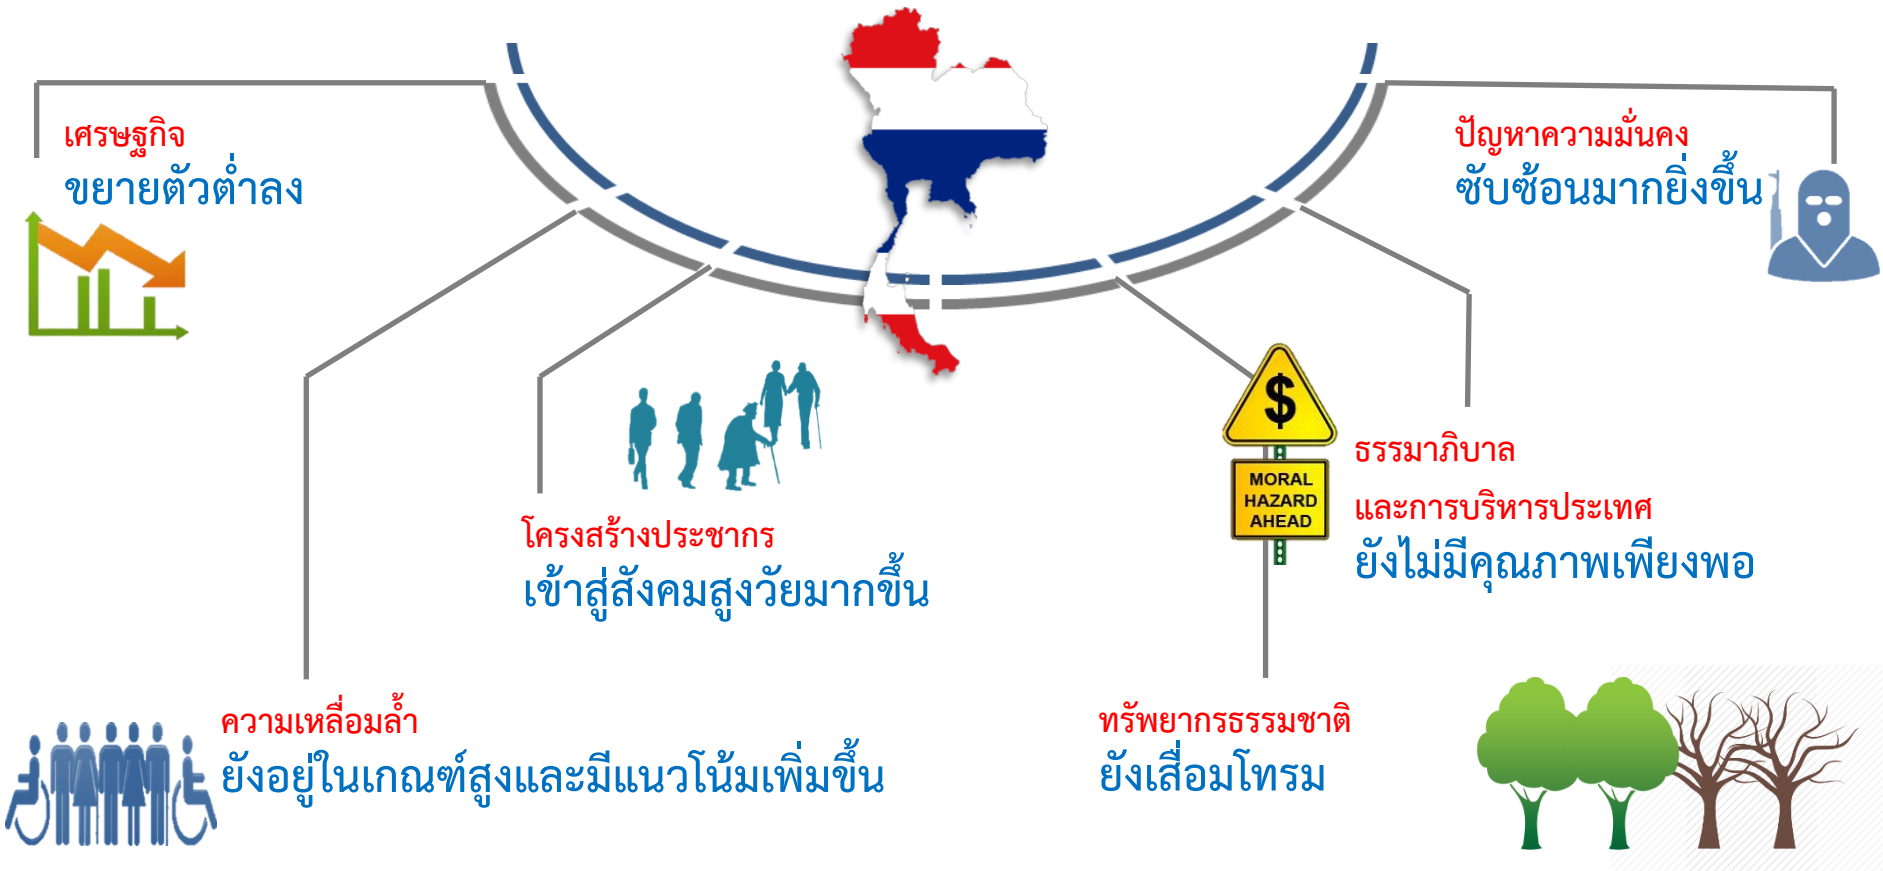 เศรษฐกิจ
ขยายตัวต่ำลง
ปัญหาความมั่นคง
ซับซ้อนมากยิ่งขึ้น
$
MORAL
HAZARD
AHEAD
ธรรมาภิบาล
และการบริหารประเทศ
ยังไม่มีคุณภาพเพียงพอ
โครงสร้างประชากร
เข้าสู่สังคมสูงวัยมากขึ้น
ความเหลื่อมล้ำ
ยังอยู่ในเกณฑ์สูงและมีแนวโน้มเพิ่มขึ้น
ทรัพยากรธรรมชาติ
ยังเสื่อมโทรม